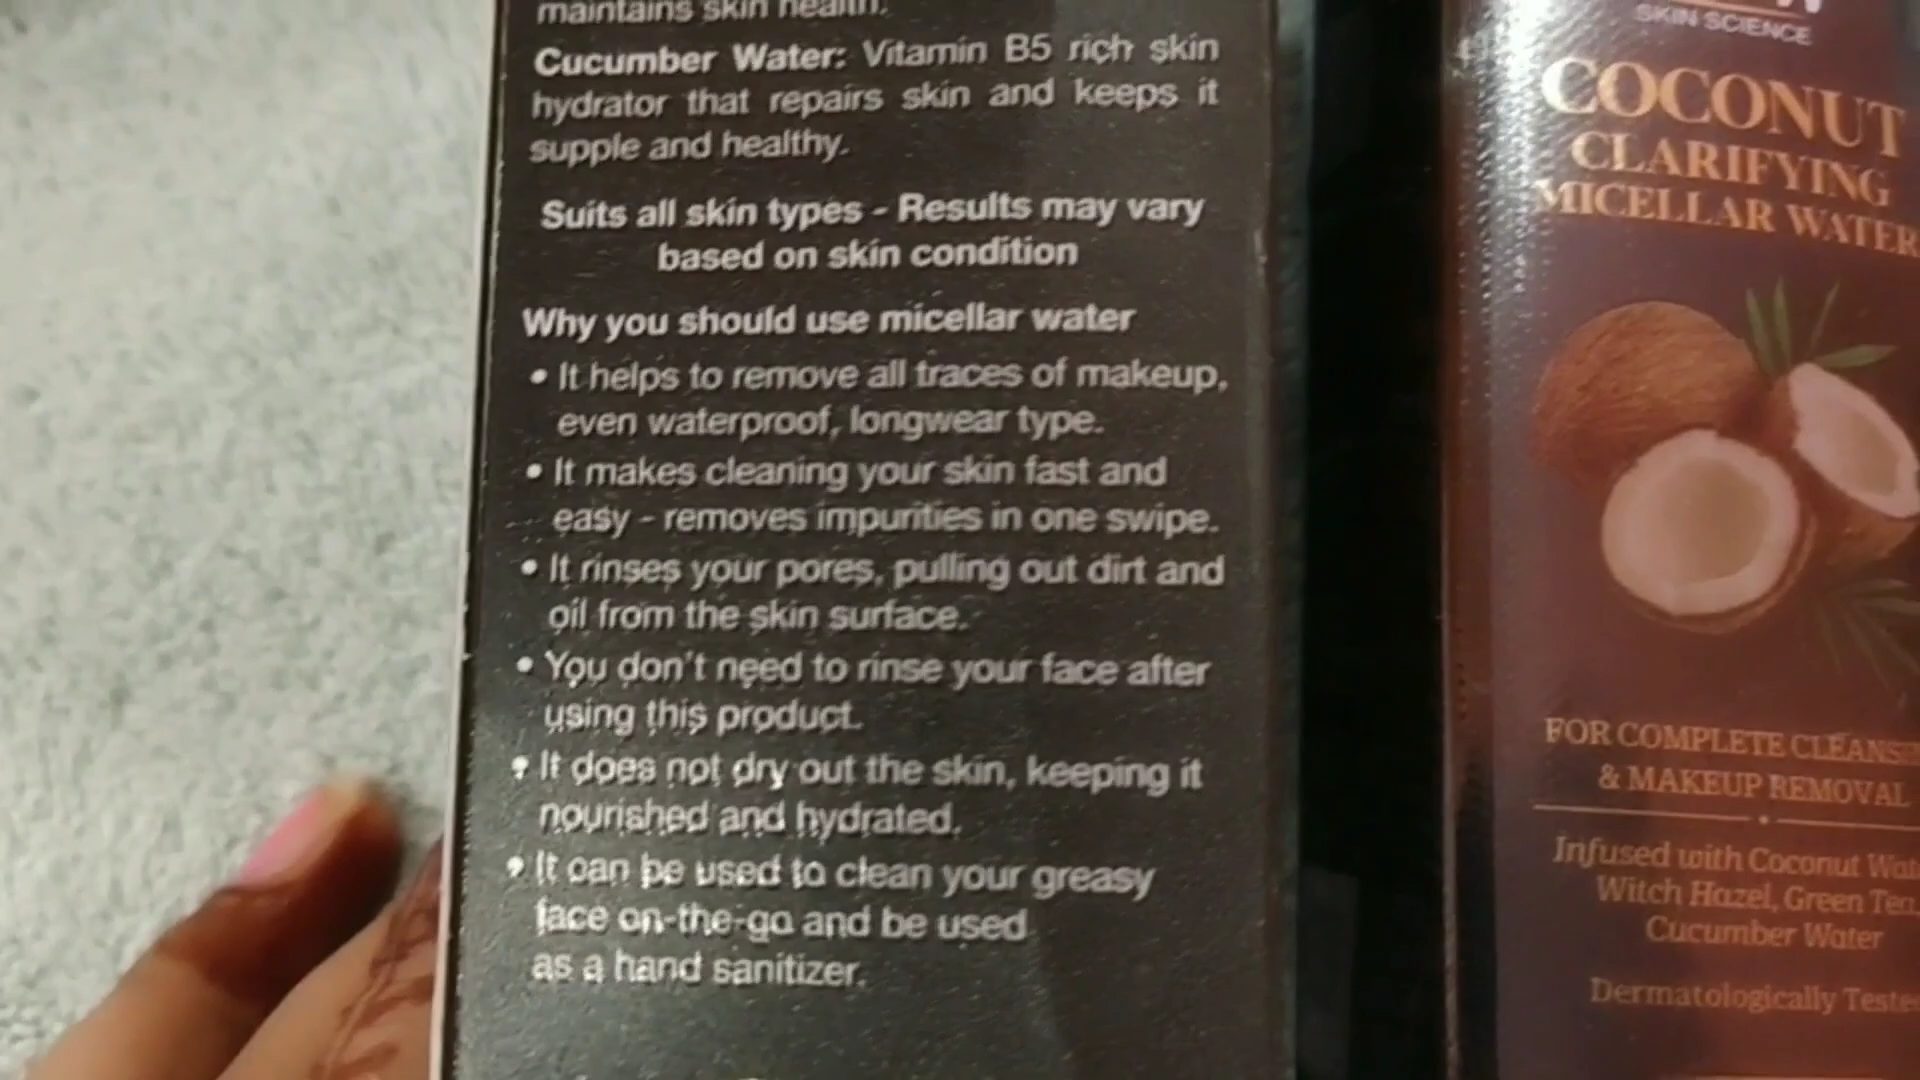 maintains skin health.
Cucumber Water: Vitamin B5 rich skin
hydrator that repairs skin and keeps it
supple and healthy.
Suits all skin types - Results may vary
based on skin condition
Why you should use micellar water
• It helps to remove all traces of makeup,
even waterproof, longwear type.
• It makes cleaning your skin fast and
easy - removes impurities in one swipe.
• It rinses your pores, pulling out dirt and
oil from the skin surface.
• You don't need to rinse your face after
using this product.
• It does not dry out the skin, keeping it
nourished and hydrated.
• It can be used to clean your greasy
face on-the-go and be used
as a hand sanitizer.
SKIN SCIENCE
COCONUT
CLARIFYING
MICELLAR WATER
FOR COMPLETE
& MAKEUP REMOVAL
Infused with Coconut
Witch Hazel, Green Tea,
Cucumber Water
Dermatologically